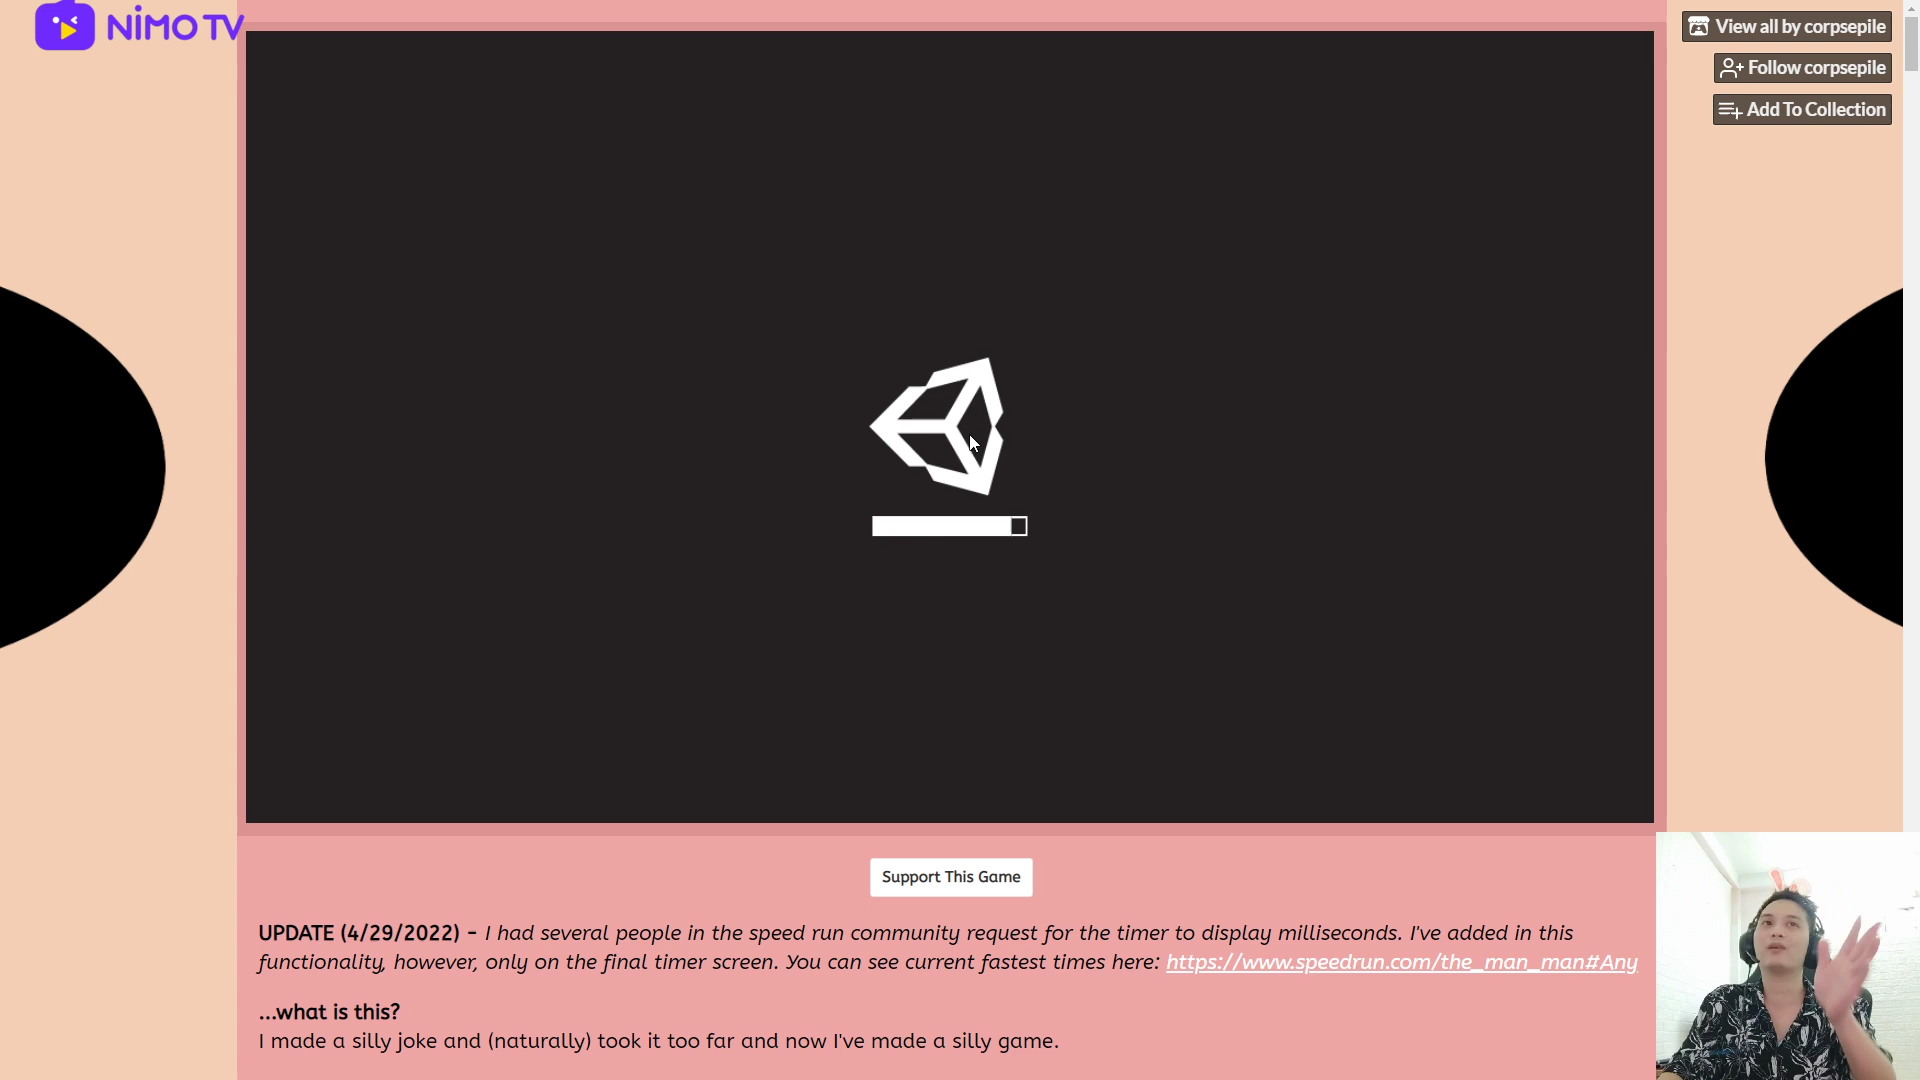 NIMO TV
View all by corpsepile
Follow corpsepile
Add To Collection
Support This Game
UPDATE (4/29/2022) - I had several people in the speed run community request for the timer to display milliseconds. I've added in this
functionality, however, only on the final timer screen. You can see current fastest times here: https://www.speedrun.com/the_man_man#Any
...what is this?
I made a silly joke and (naturally) took it too far and now I've made a silly game.